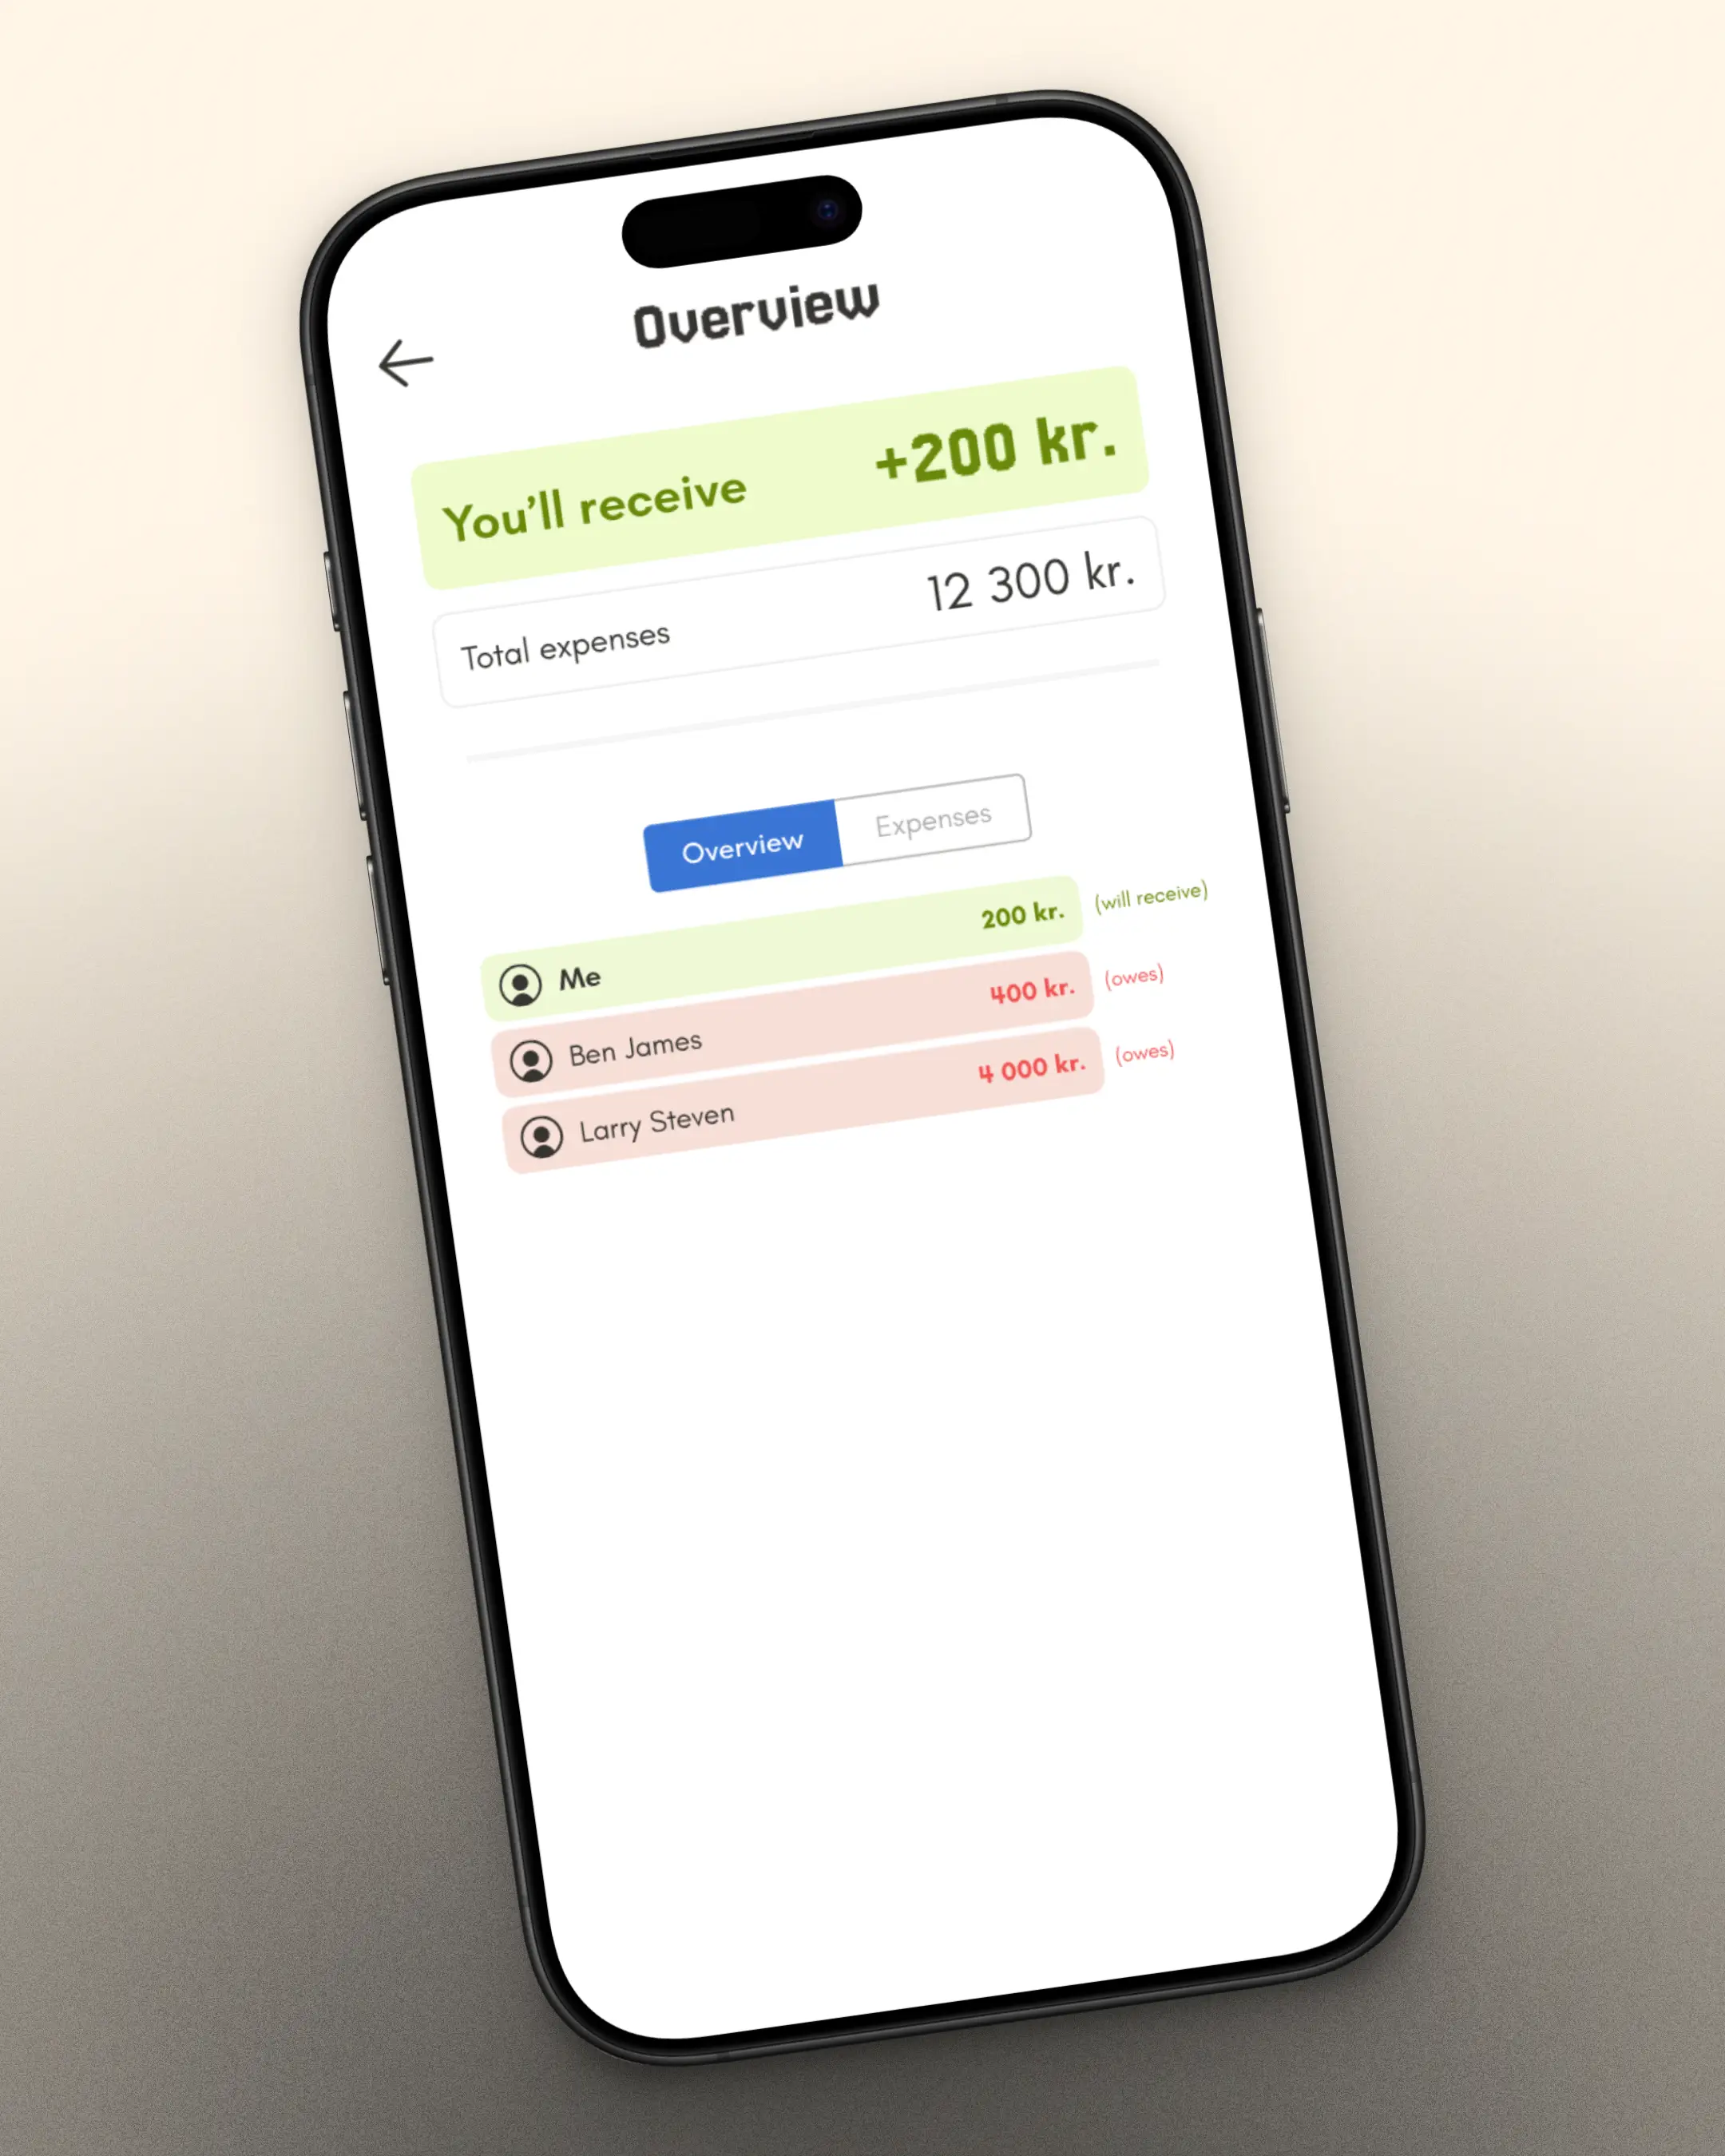 Overview
You’ll receive +200 kr.
Total expenses 12 300 kr.
Overview Expenses
Me 200 kr. (will receive)
Ben James 400 kr. (owes)
Larry Steven 4 000 kr. (owes)